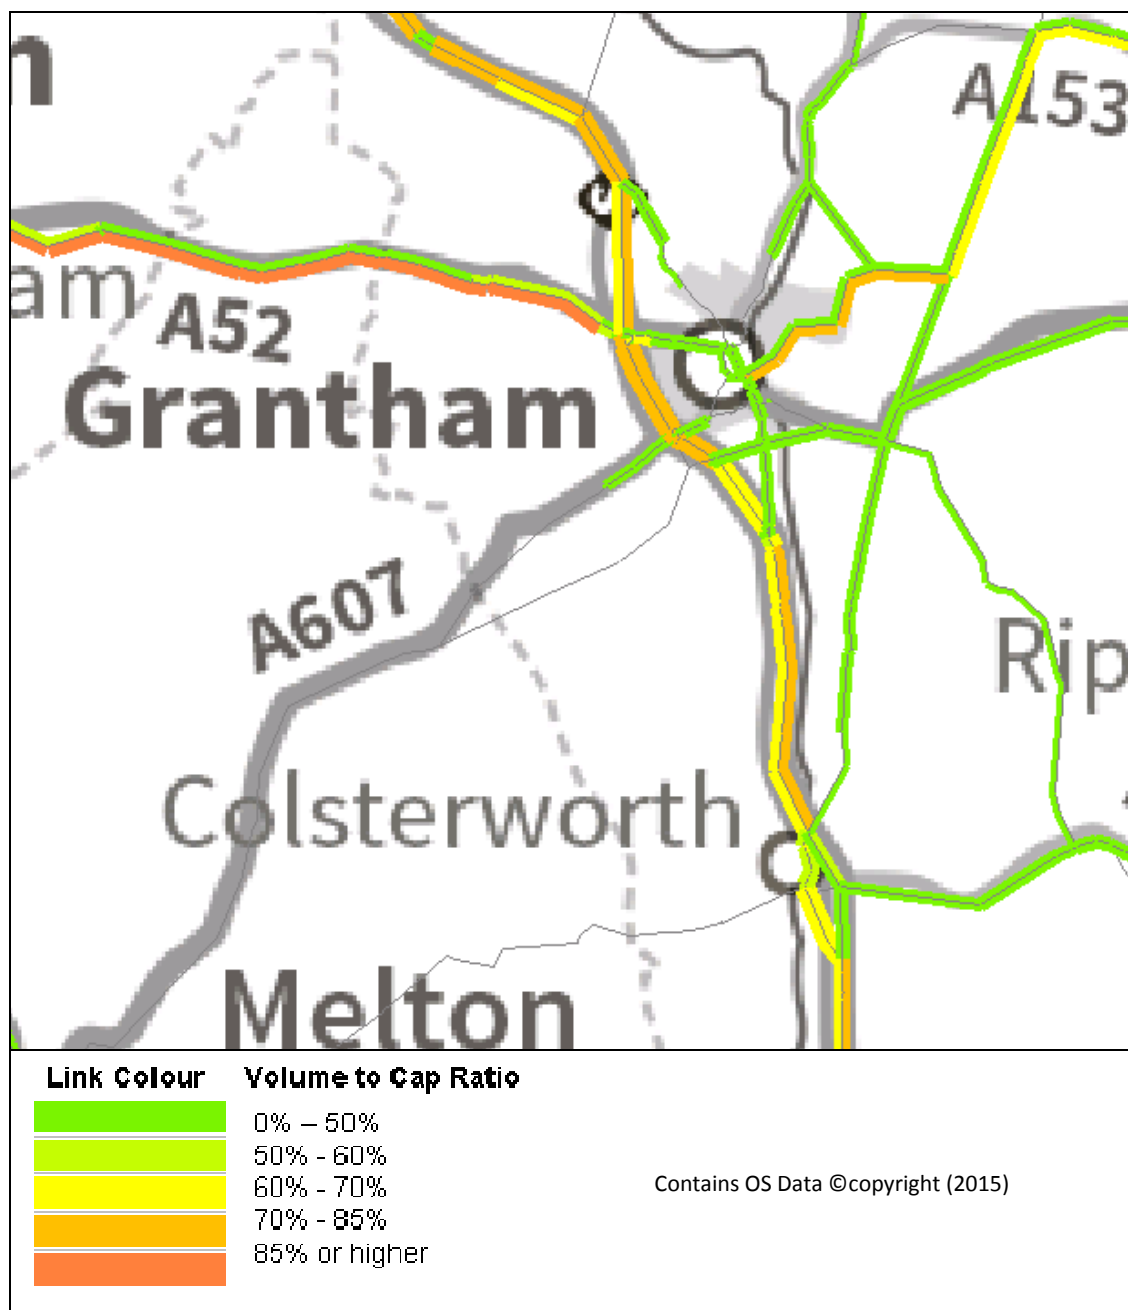 n
A153
am
A52
Grantham
A607
Rip
Colsterworth
Melton
Link Colour Volume to Cap Ratio
0% – 50%
50% - 60%
60% - 70%
70% - 85%
85% or higher
Contains OS Data ©copyright (2015)